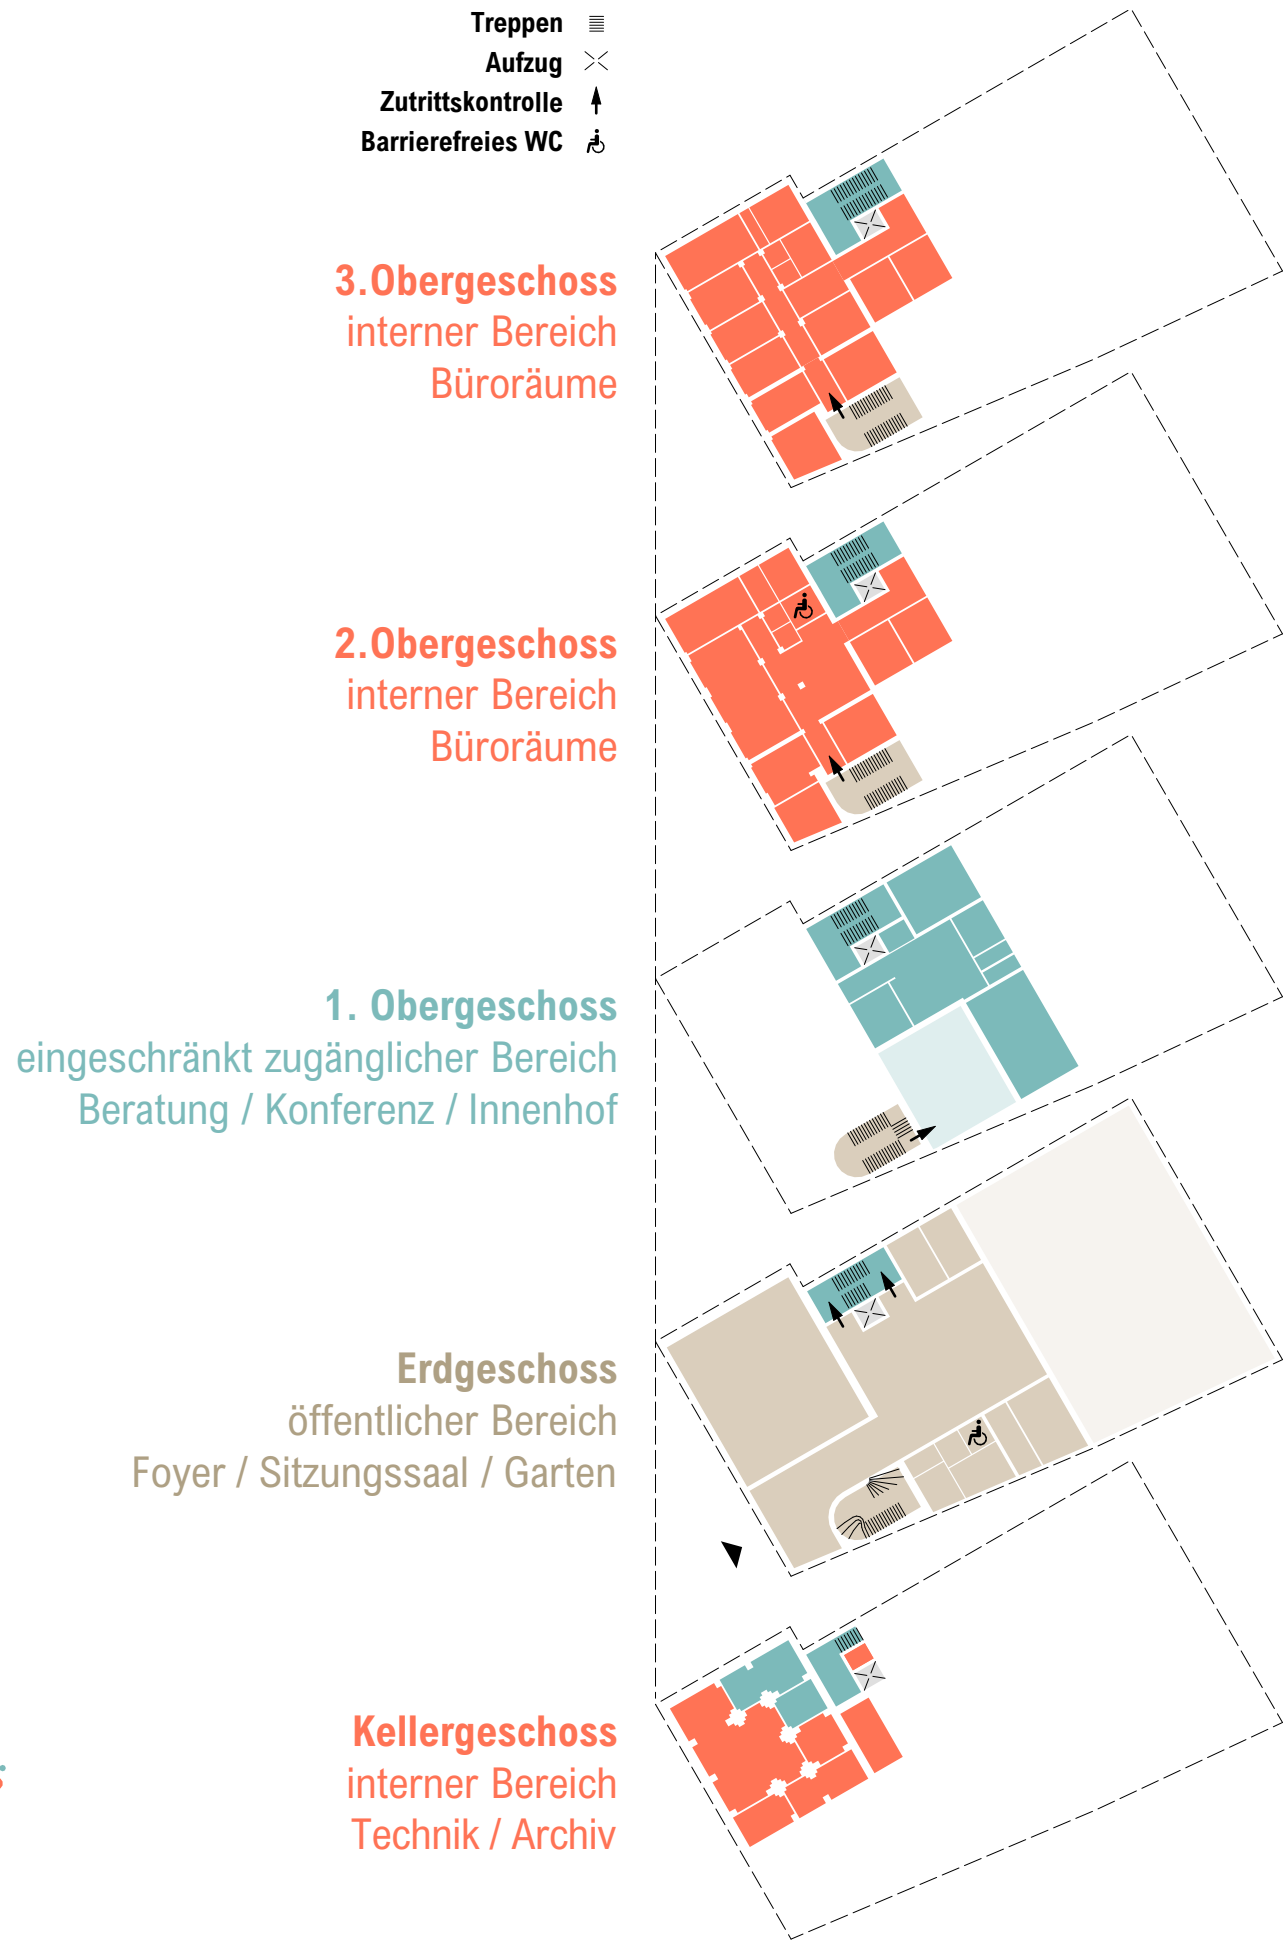 Treppen
Aufzug
Zutrittskontrolle
Barrierefreies WC
3.Obergeschoss
interner Bereich
Büroräume
2.Obergeschoss
interner Bereich
Büroräume
1. Obergeschoss
eingeschränkt zugänglicher Bereich
Beratung / Konferenz / Innenhof
Erdgeschoss
öffentlicher Bereich
Foyer / Sitzungssaal / Garten
Kellergeschoss
interner Bereich
Technik / Archiv